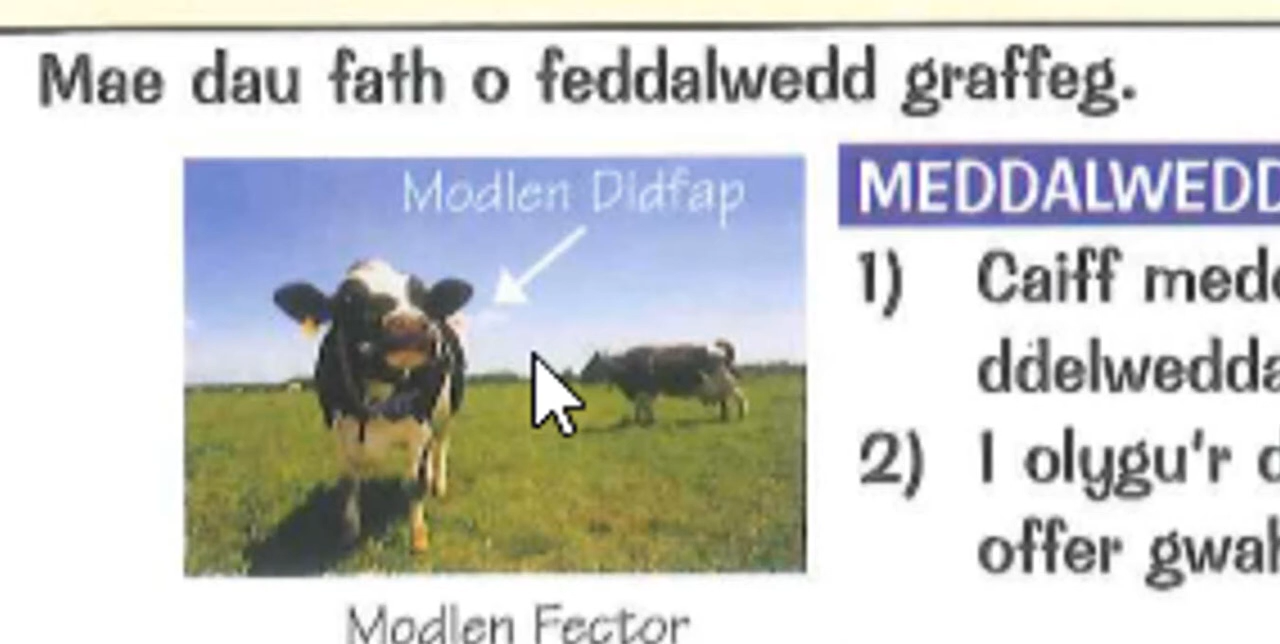 Mae dau fath o feddalwedd graffeg.
Modlen Didfap
MEDDALWEDD
1) Caiff
2) I olygu'r
offer
Modlen Fector